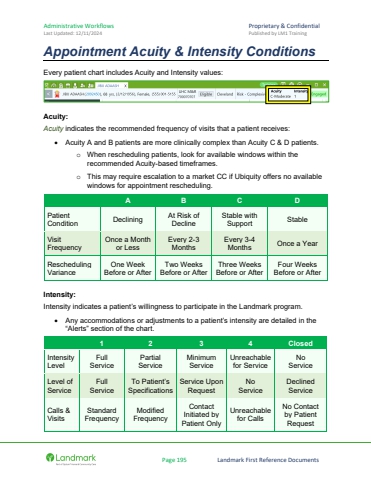 Administrative Workflows Proprietary & Confidential
Last Updated: 12/11/2024 Published by LMI Training
Appointment Acuity & Intensity Conditions
Every patient chart includes Acuity and Intensity values:
Acuity Intensity
C-Moderate 1
Acuity:
Acuity indicates the recommended frequency of visits that a patient receives:
• Acuity A and B patients are more clinically complex than Acuity C & D patients.
o When rescheduling patients, look for available windows within the
recommended Acuity-based timeframes.
o This may require escalation to a market CC if Ubiquity offers no available
windows for appointment rescheduling.
A B C D
Patient Condition Declining At Risk of Decline Stable with Support Stable
Visit Frequency Once a Month or Less Every 2-3 Months Every 3-4 Months Once a Year
Rescheduling Variance One Week Before or After Two Weeks Before or After Three Weeks Before or After Four Weeks Before or After
Intensity:
Intensity indicates a patient's willingness to participate in the Landmark program.
• Any accommodations or adjustments to a patient's intensity are detailed in the
"Alerts" section of the chart.
1 2 3 4 Closed
Intensity Level Full Service Partial Service Minimum Service Unreachable for Service No Service
Level of Service Full Service To Patient's Specifications Service Upon Request No Service Declined Service
Calls & Visits Standard Frequency Modified Frequency Contact Initiated by Patient Only Unreachable for Calls No Contact by Patient Request
Landmark Page 195 Landmark First Reference Documents